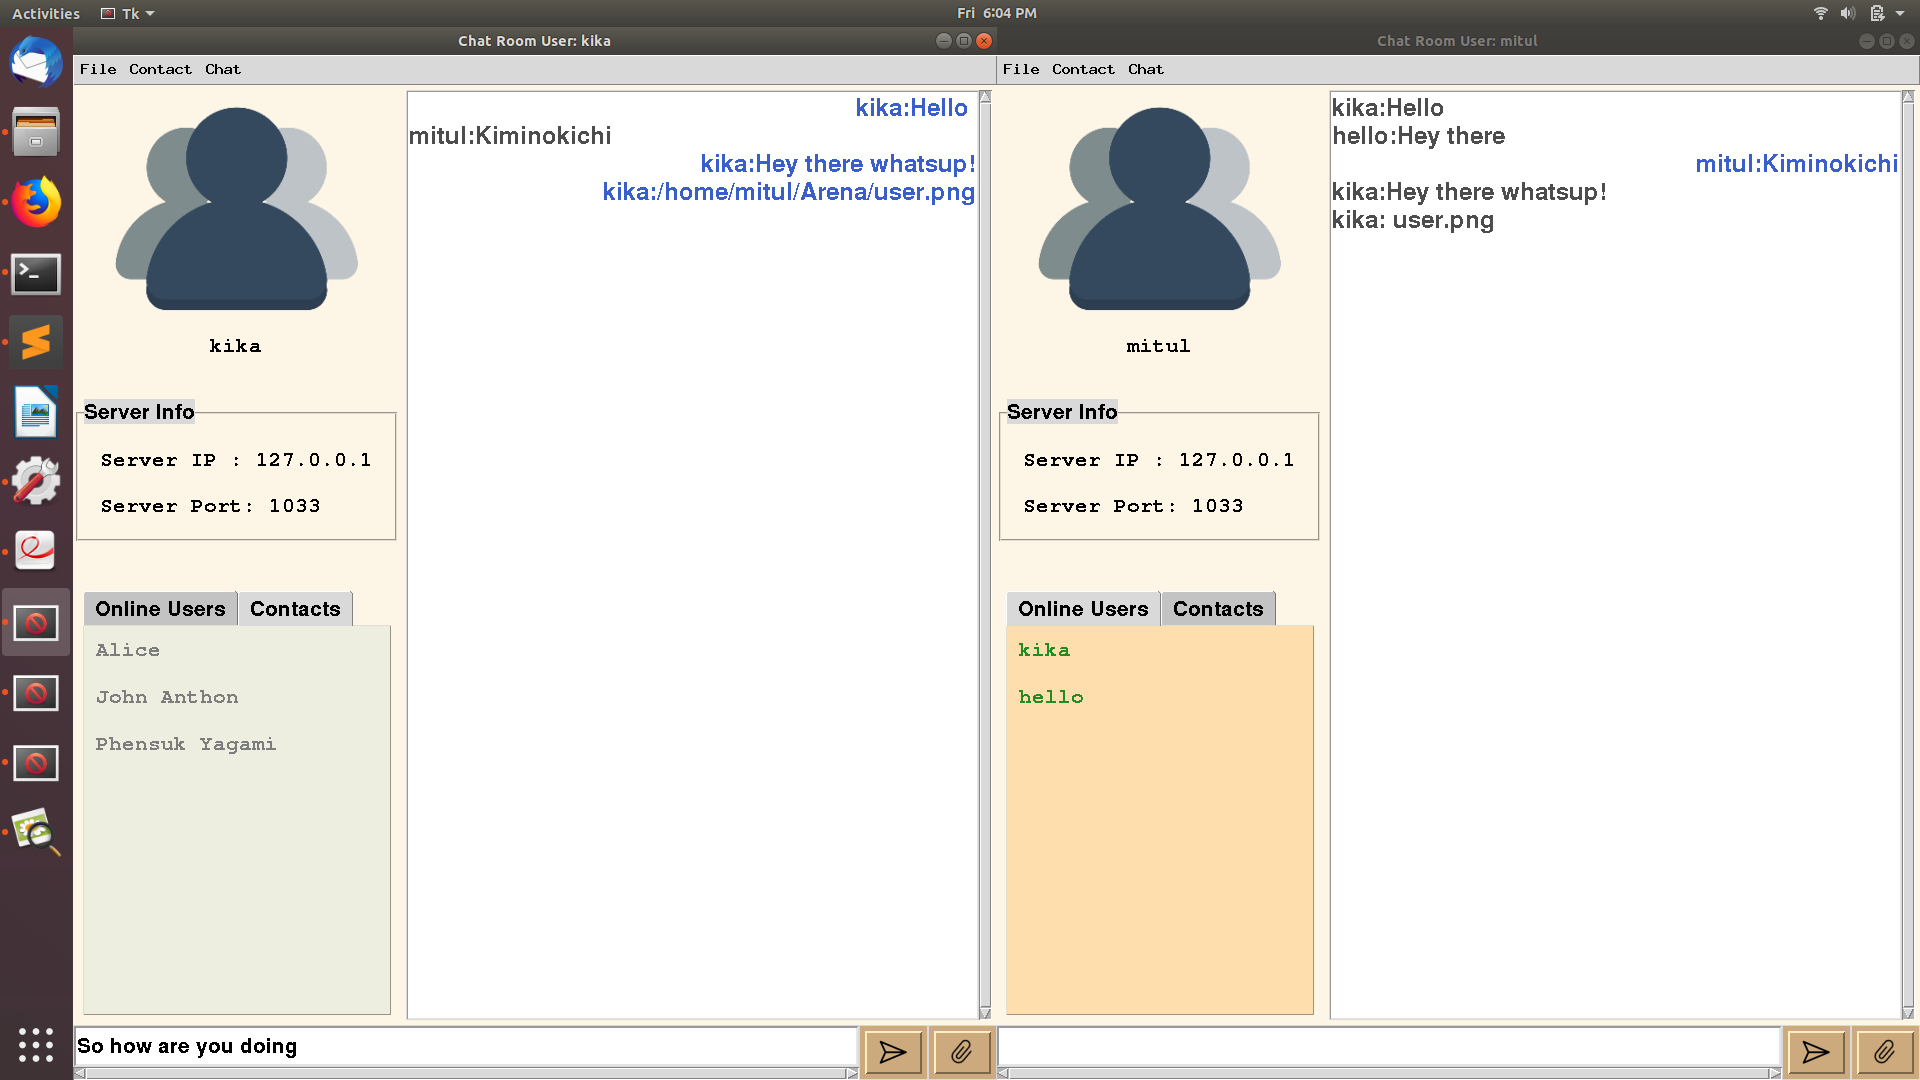 Activities Tk Fri 6:04 PM
Chat Room User: kika
File Contact Chat
kika
Server Info
Server IP : 127.0.0.1
Server Port: 1033
Online Users Contacts
Alice
John Anthon
Phensuk Yagami
kika:Hello
mitul:Kiminokichi
kika:Hey there whatsup!
kika:/home/mitul/Arena/user.png
So how are you doing
Chat Room User: mitul
File Contact Chat
mitul
Server Info
Server IP : 127.0.0.1
Server Port: 1033
Online Users Contacts
kika
hello
kika:Hello
hello:Hey there
mitul:Kiminokichi
kika:Hey there whatsup!
kika: user.png